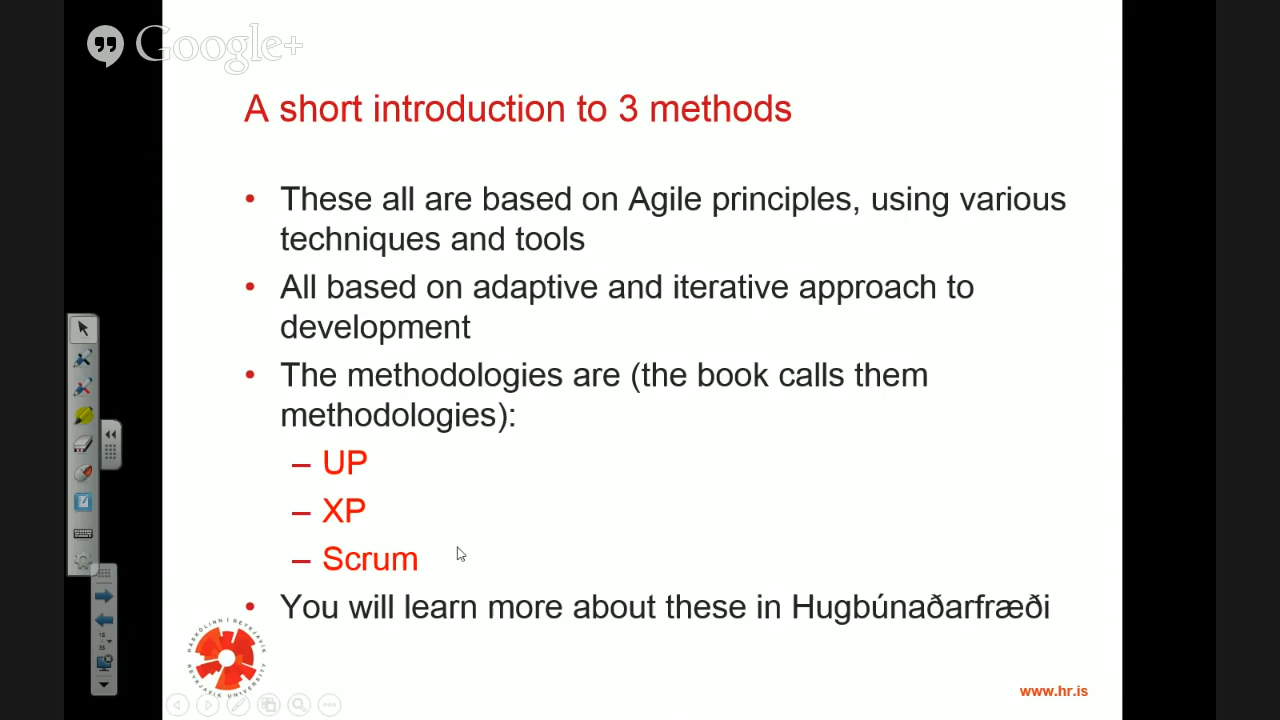 Google+
A short introduction to 3 methods
• These all are based on Agile principles, using various
techniques and tools
• All based on adaptive and iterative approach to
development
• The methodologies are (the book calls them
methodologies):
– UP
– XP
– Scrum
• You will learn more about these in Hugbúnaðarfræði
HÁSKÓLINN Í REYKJAVÍK
REYKJAVIK UNIVERSITY
www.hr.is